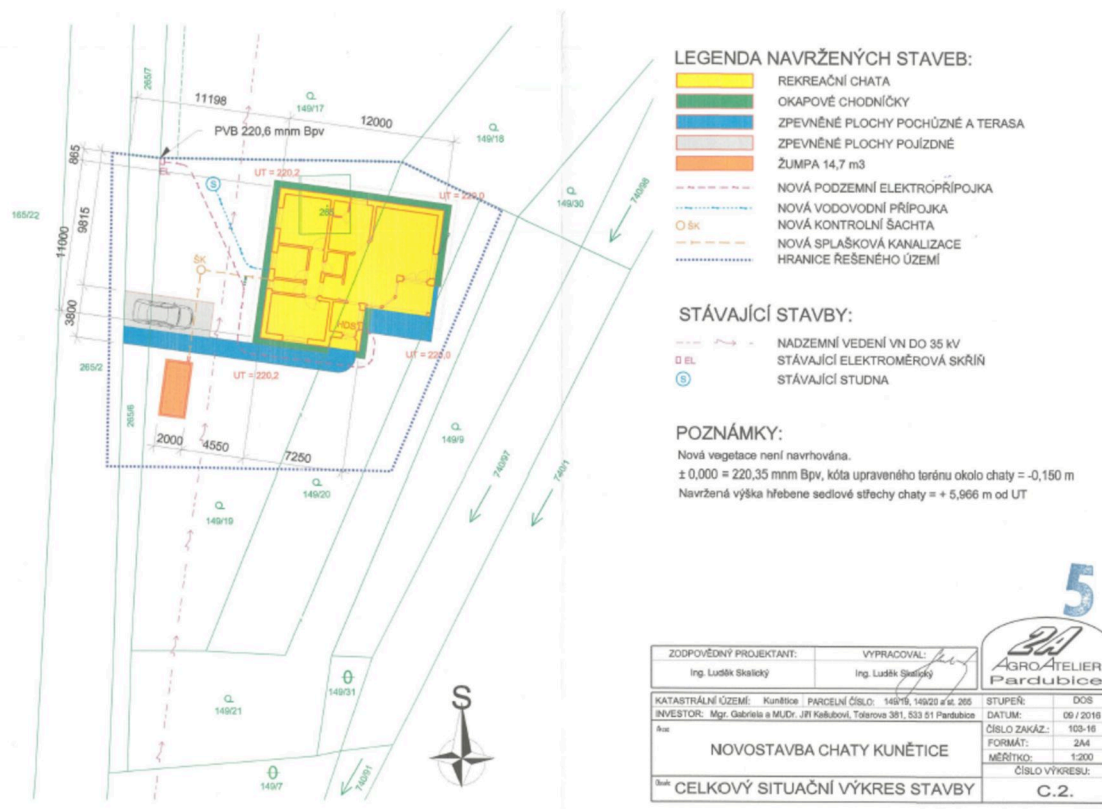 265/7
11198
149/17
12000
PVB 220,6 mnm Bpv
149/18
865
UT = 220,2
UT = 220,0
EL
S
149/30
740/98
165/22
265
9815
11000
ŠK
3800
HDS
UT = 220,0
265/2
UT = 220,2
265/6
149/9
2000
4550
7250
740/97
740/1
149/20
149/19
149/31
149/21
149/7
740/91
S
LEGENDA NAVRŽENÝCH STAVEB:
REKREAČNÍ CHATA
OKAPOVÉ CHODNÍČKY
ZPEVNĚNÉ PLOCHY POCHŮZNÉ A TERASA
ZPEVNĚNÉ PLOCHY POJÍZDNÉ
ŽUMPA 14,7 m3
NOVÁ PODZEMNÍ ELEKTROPŘÍPOJKA
NOVÁ VODOVODNÍ PŘÍPOJKA
ŠK NOVÁ KONTROLNÍ ŠACHTA
NOVÁ SPLAŠKOVÁ KANALIZACE
HRANICE ŘEŠENÉHO ÚZEMÍ
STÁVAJÍCÍ STAVBY:
NADZEMNÍ VEDENÍ VN DO 35 kV
EL STÁVAJÍCÍ ELEKTROMĚROVÁ SKŘÍŇ
S STÁVAJÍCÍ STUDNA
POZNÁMKY:
Nová vegetace není navrhována.
± 0,000 = 220,35 mnm Bpv, kóta upraveného terénu okolo chaty = -0,150 m
Navržená výška hřebene sedlové střechy chaty = + 5,966 m od UT
5
2A
AGROATELIER
Pardubice
ZODPOVĚDNÝ PROJEKTANT: VYPRACOVAL:
Ing. Luděk Skalický Ing. Luděk Skalický
KATASTRÁLNÍ ÚZEMÍ: Kunětice PARCELNÍ ČÍSLO: 149/19, 149/20 a st. 265
STUPEŇ: DOS
INVESTOR: Mgr. Gabriela a MUDr. Jiří 381, 533 51 Pardubice
DATUM: 09 / 2016
Akce:
NOVOSTAVBA CHATY KUNĚTICE
ČÍSLO ZAKÁZ.: 103-16
FORMÁT: 2A4
MĚŘÍTKO: 1:200
Obsah: CELKOVÝ SITUAČNÍ VÝKRES STAVBY
ČÍSLO VÝKRESU:
C.2.